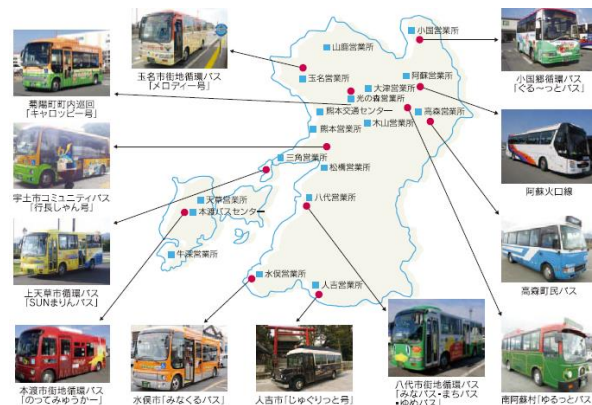 玉名市街地循環バス
「メロディー号」
小国郷循環バス
「ぐる〜っとバス」
菊陽町町内巡回
「キャロッピー号」
山鹿営業所
小国営業所
玉名営業所
阿蘇営業所
大津営業所
光の森営業所
熊本交通センター
高森営業所
木山営業所
熊本営業所
阿蘇火口線
三角営業所
松橋営業所
宇土市コミュニティバス
「行長しゃん号」
天草営業所
本渡バスセンター
八代営業所
牛深営業所
高森町民バス
上天草市循環バス
「SUNまりんバス」
水俣営業所
人吉営業所
本渡市街地循環バス
「のってみゅうかー」
水俣市「みなくるバス」
人吉市「じゅぐりっと号」
八代市街地循環バス
「みなバス・まちバス
・ゆめバス」
南阿蘇村「ゆるっとバス」